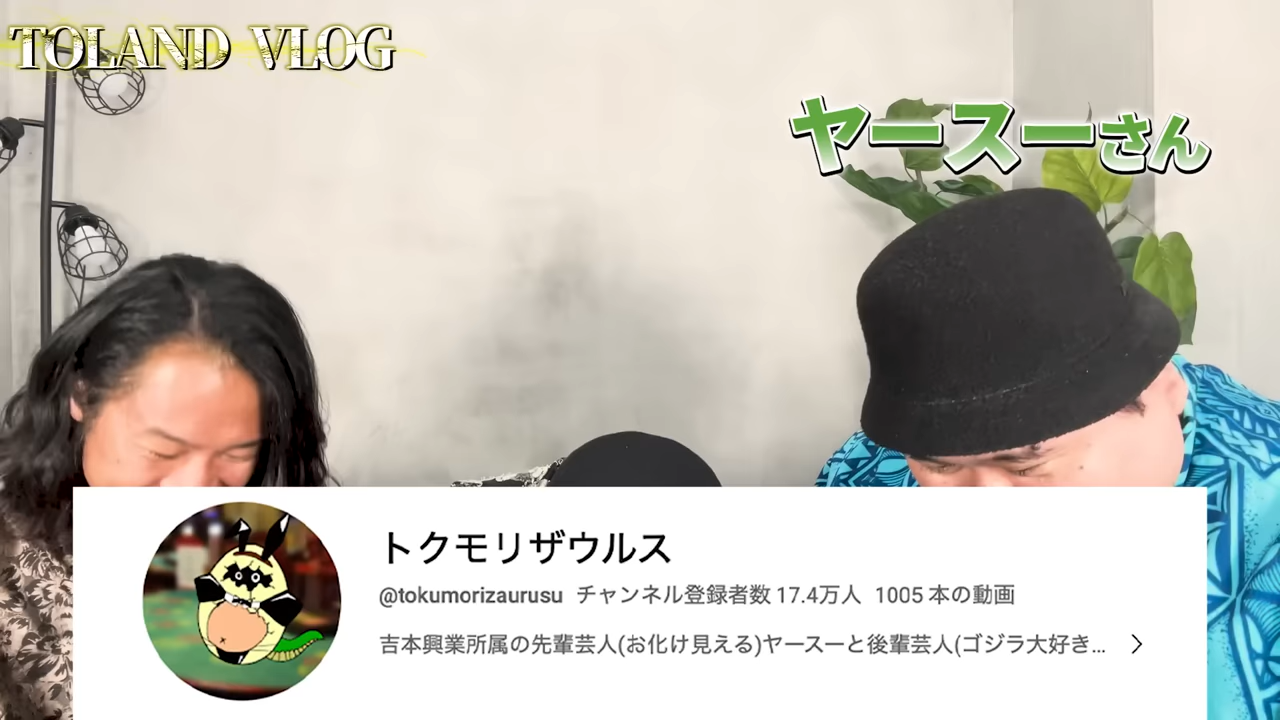 TOLAND VLOG
ヤースーさん
トクモリザウルス
@tokumorizaurusu チャンネル登録者数 17.4万人 1005 本の動画
吉本興業所属の先輩芸人(お化け見える)ヤースーと後輩芸人(ゴジラ大好き...